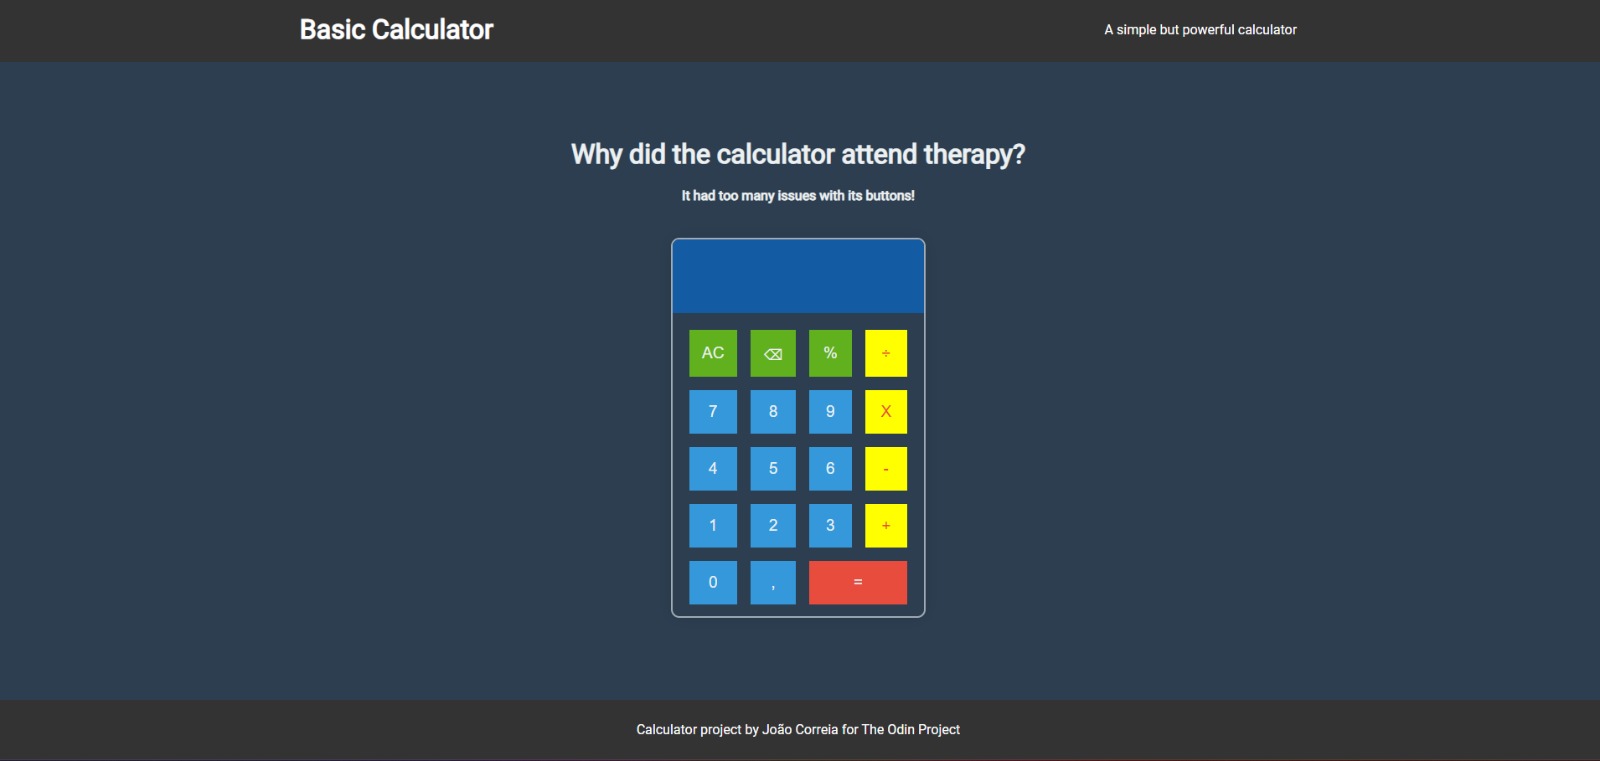 Basic Calculator
A simple but powerful calculator
Why did the calculator attend therapy?
It had too many issues with its buttons!
AC ⌫ % ÷
7 8 9 X
4 5 6 -
1 2 3 +
0 , =
Calculator project by João Correia for The Odin Project